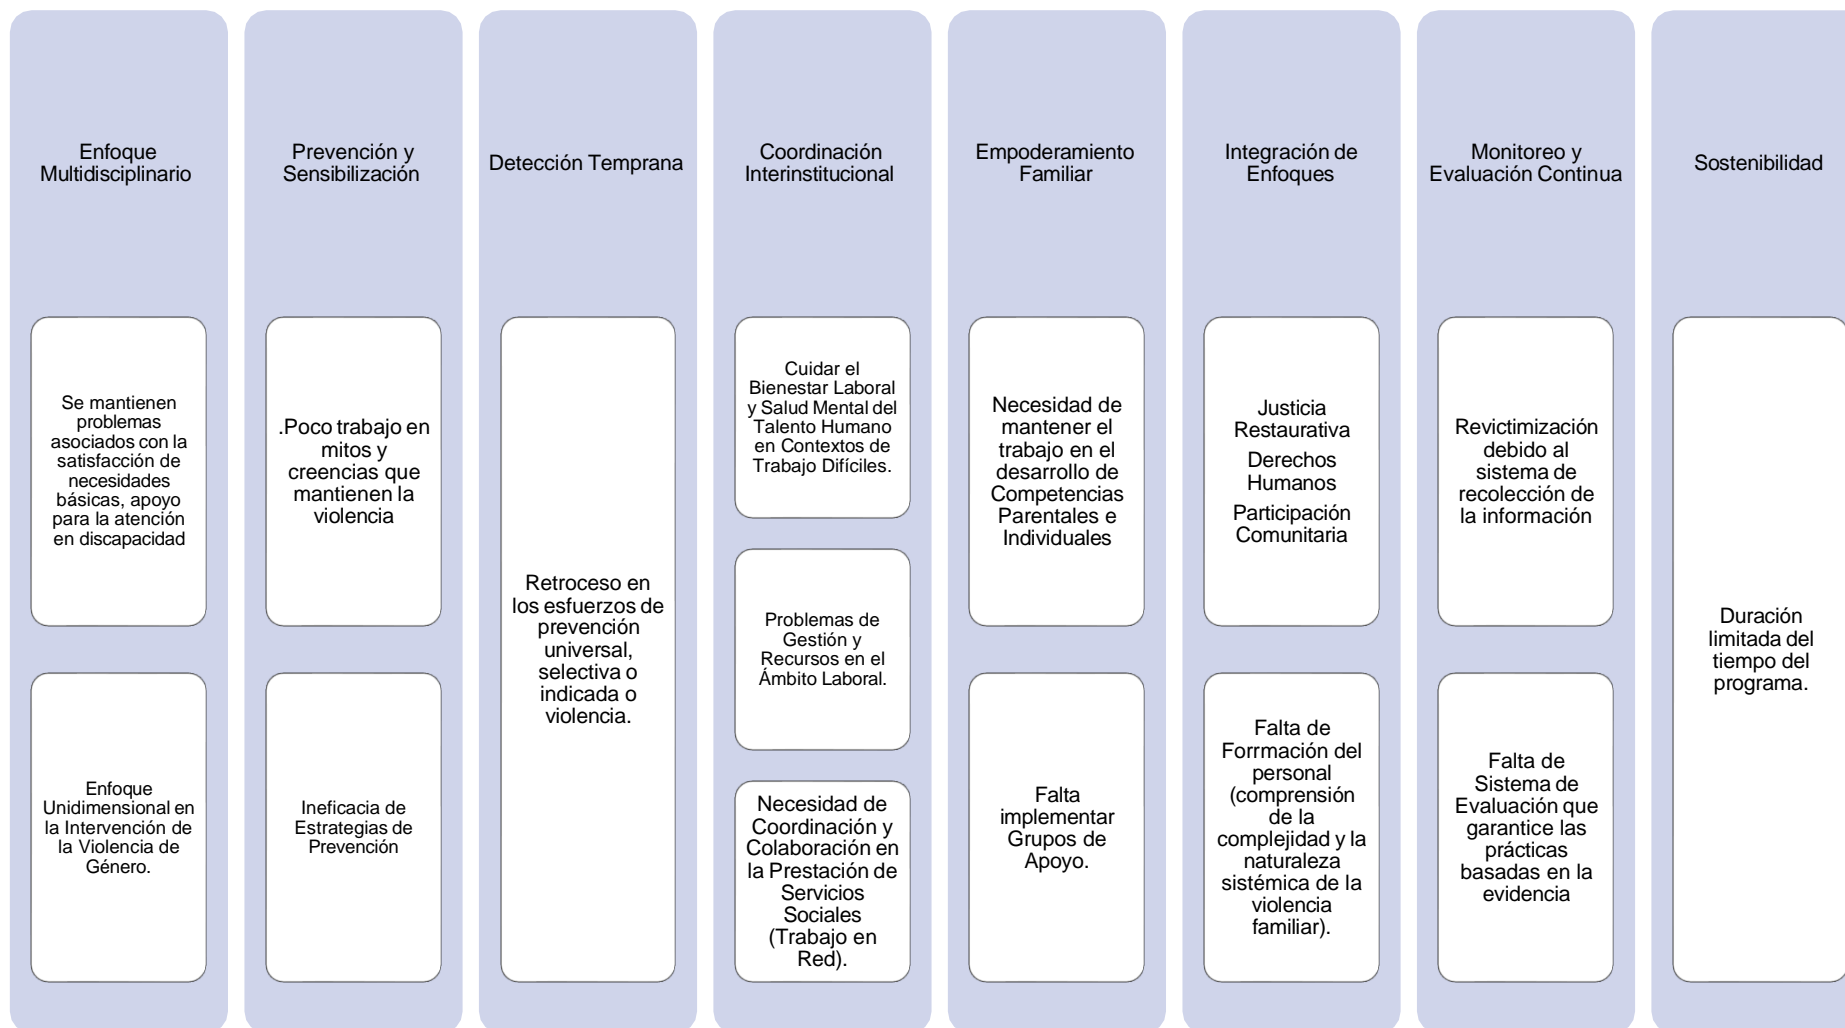 Enfoque
Multidisciplinario
Se mantienen
problemas
asociados con la
satisfacción de
necesidades
básicas, apoyo
para la atención
en discapacidad
Enfoque
Unidimensional en
la Intervención de
la Violencia de
Género.
Prevención y
Sensibilización
.Poco trabajo en
mitos y
creencias que
mantienen la
violencia
Ineficacia de
Estrategias de
Prevención
Detección Temprana
Retroceso en
los esfuerzos de
prevención
universal,
selectiva o
indicada o
violencia.
Coordinación
Interinstitucional
Cuidar el
Bienestar Laboral
y Salud Mental del
Talento Humano
en Contextos de
Trabajo Difíciles.
Problemas de
Gestión y
Recursos en el
Ámbito Laboral.
Necesidad de
Coordinación y
Colaboración en
la Prestación de
Servicios
Sociales
(Trabajo en
Red).
Empoderamiento
Familiar
Necesidad de
mantener el
trabajo en el
desarrollo de
Competencias
Parentales e
Individuales
Falta
implementar
Grupos de
Apoyo.
Integración de
Enfoques
Justicia
Restaurativa
Derechos
Humanos
Participación
Comunitaria
Falta de
Forrmación del
personal
(comprensión
de la
complejidad y la
naturaleza
sistémica de la
violencia
familiar).
Monitoreo y
Evaluación Continua
Revictimización
debido al
sistema de
recolección de
la información
Falta de
Sistema de
Evaluación que
garantice las
prácticas
basadas en la
evidencia
Sostenibilidad
Duración
limitada del
tiempo del
programa.